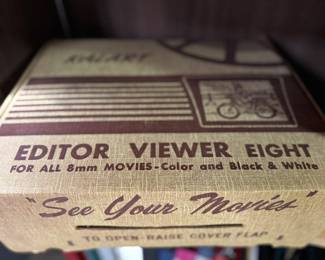 KALART
EDITOR VIEWER EIGHT
FOR ALL 8mm MOVIES-Color and Black & White
"See Your Movies"
TO OPEN-RAISE COVER FLAP